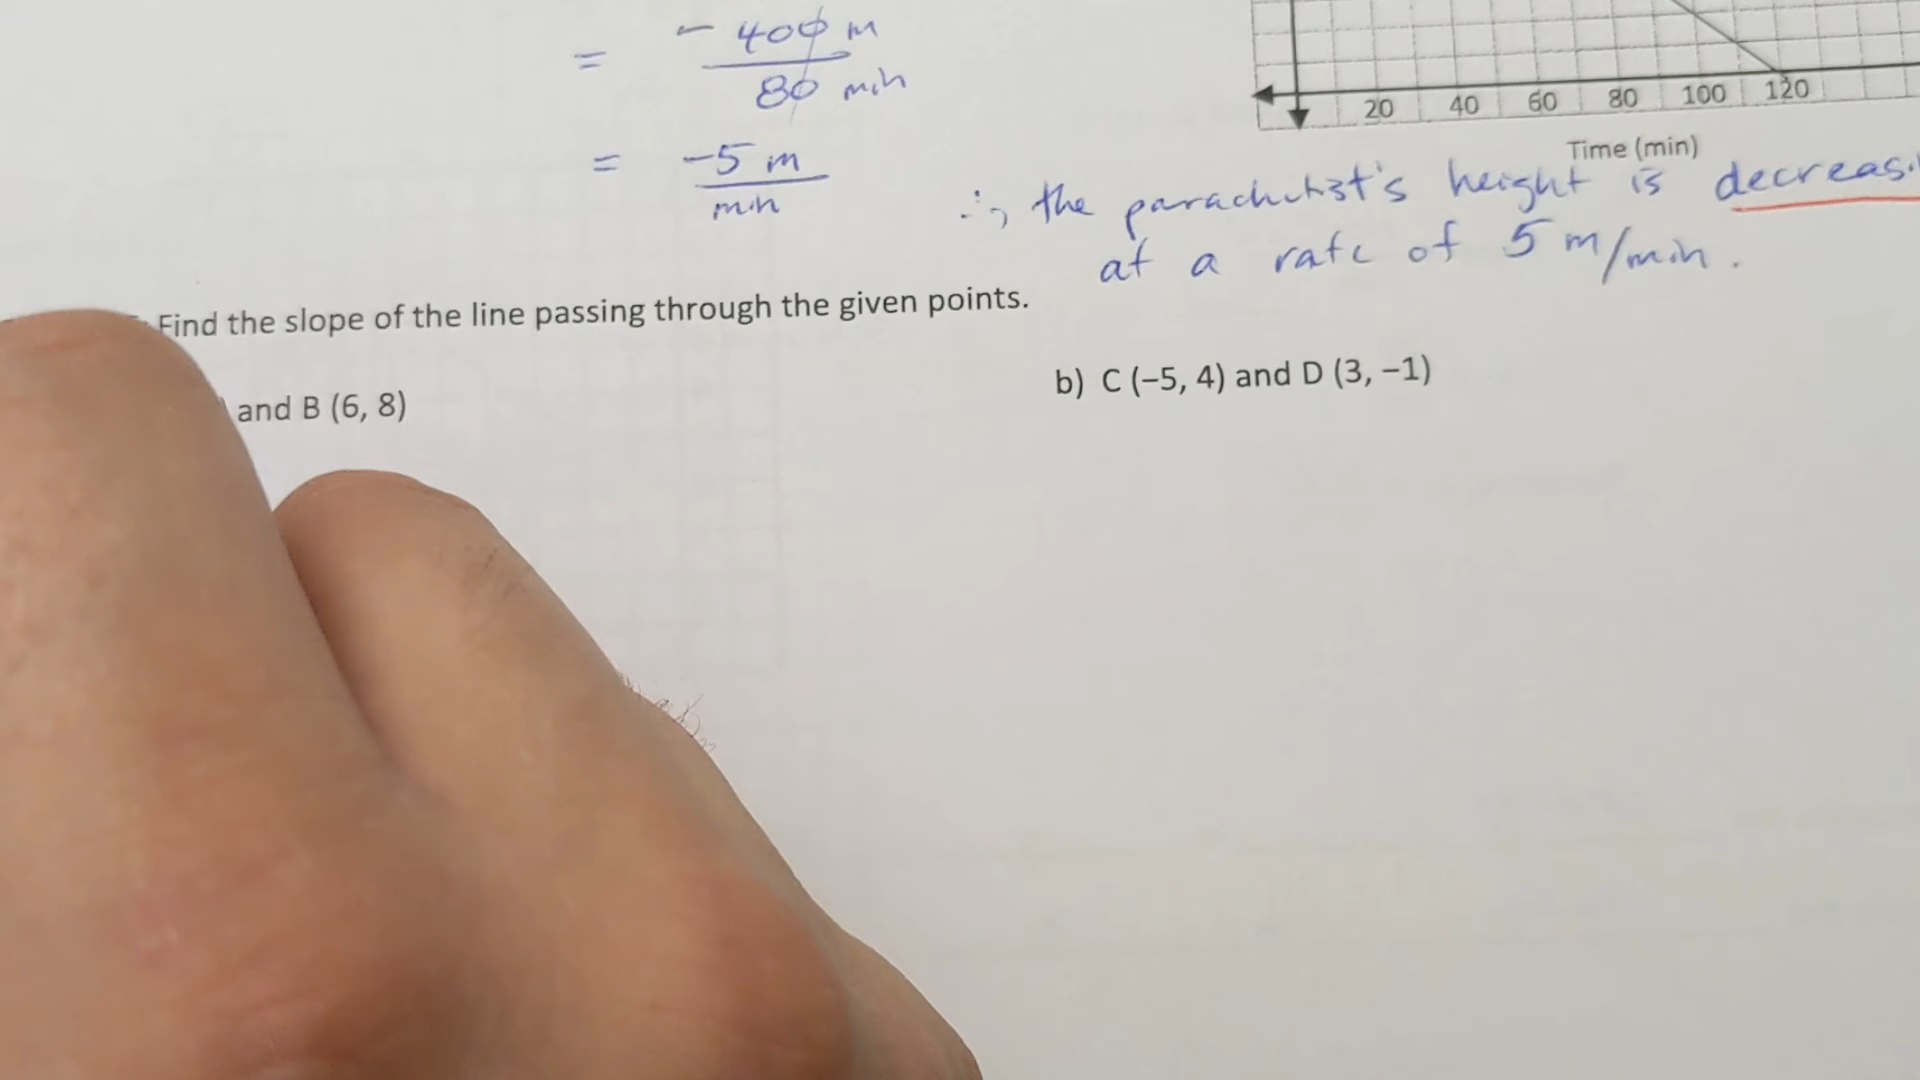 = - 400 m
80 min
= -5 m
min
20 40 60 80 100 120
Time (min)
∴, the parachutist's height is
at a rate of 5 m/min.
Find the slope of the line passing through the given points.
and B (6, 8)
b) C (−5, 4) and D (3, −1)